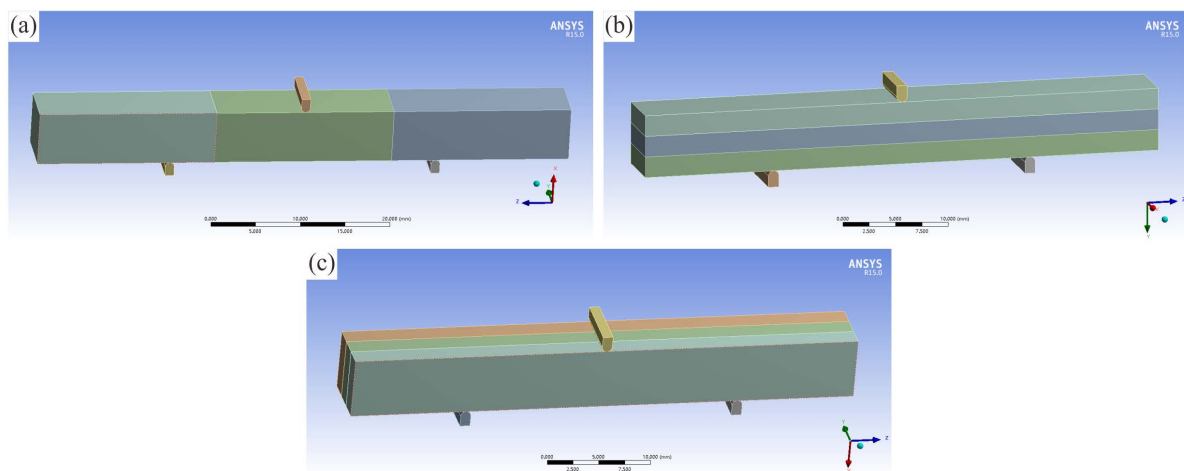 (a)
ANSYS
R15.0
X
Y
Z
0,000 10,000 20,000 (mm)
5,000 15,000
(b)
ANSYS
R15.0
Z
Y
0,000 5,000 10,000 (mm)
2,500 7,500
(c)
ANSYS
R15.0
Y
Z
0,000 5,000 10,000 (mm)
2,500 7,500